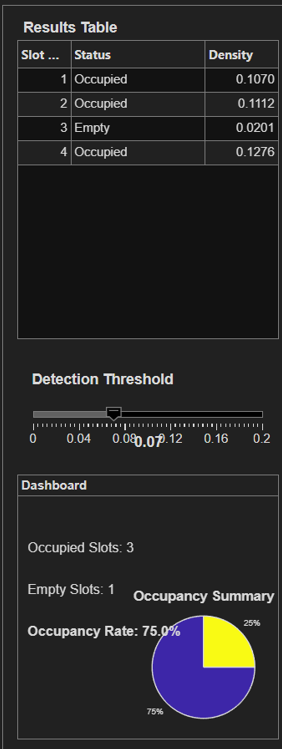 Results Table
Slot ... Status Density
1 Occupied 0.1070
2 Occupied 0.1112
3 Empty 0.0201
4 Occupied 0.1276
Detection Threshold
0 0.04 0.08 0.12 0.16 0.2
0.07
Dashboard
Occupied Slots: 3
Empty Slots: 1
Occupancy Summary
Occupancy Rate: 75.0%
25%
75%